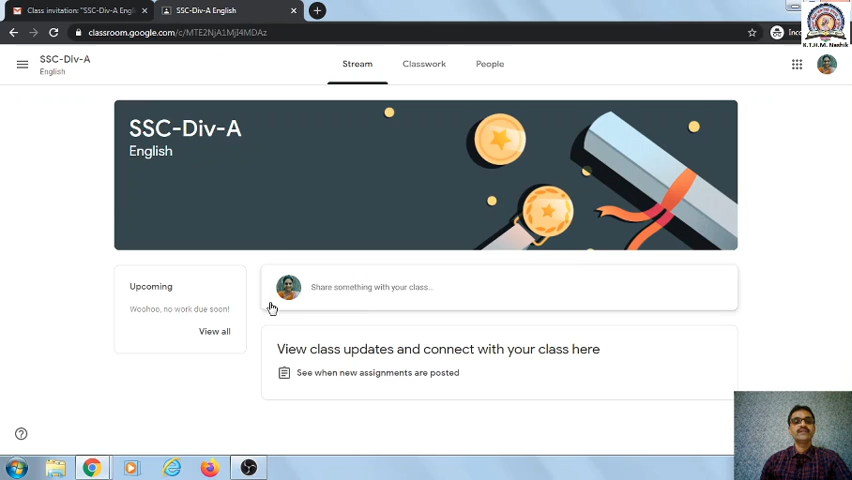 Class invitation: "SSC-Div-A Engl
SSC-Div-A English
classroom.google.com/c/MTE2NjA1MjI4MDAz
K.T.H.M. Nashik
SSC-Div-A
English
Stream
Classwork
People
SSC-Div-A
English
Upcoming
Woohoo, no work due soon!
View all
Share something with your class...
View class updates and connect with your class here
See when new assignments are posted